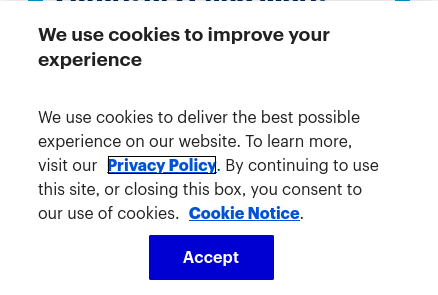 We use cookies to improve your
experience
We use cookies to deliver the best possible
experience on our website. To learn more,
visit our Privacy Policy. By continuing to use
this site, or closing this box, you consent to
our use of cookies. Cookie Notice.
Accept